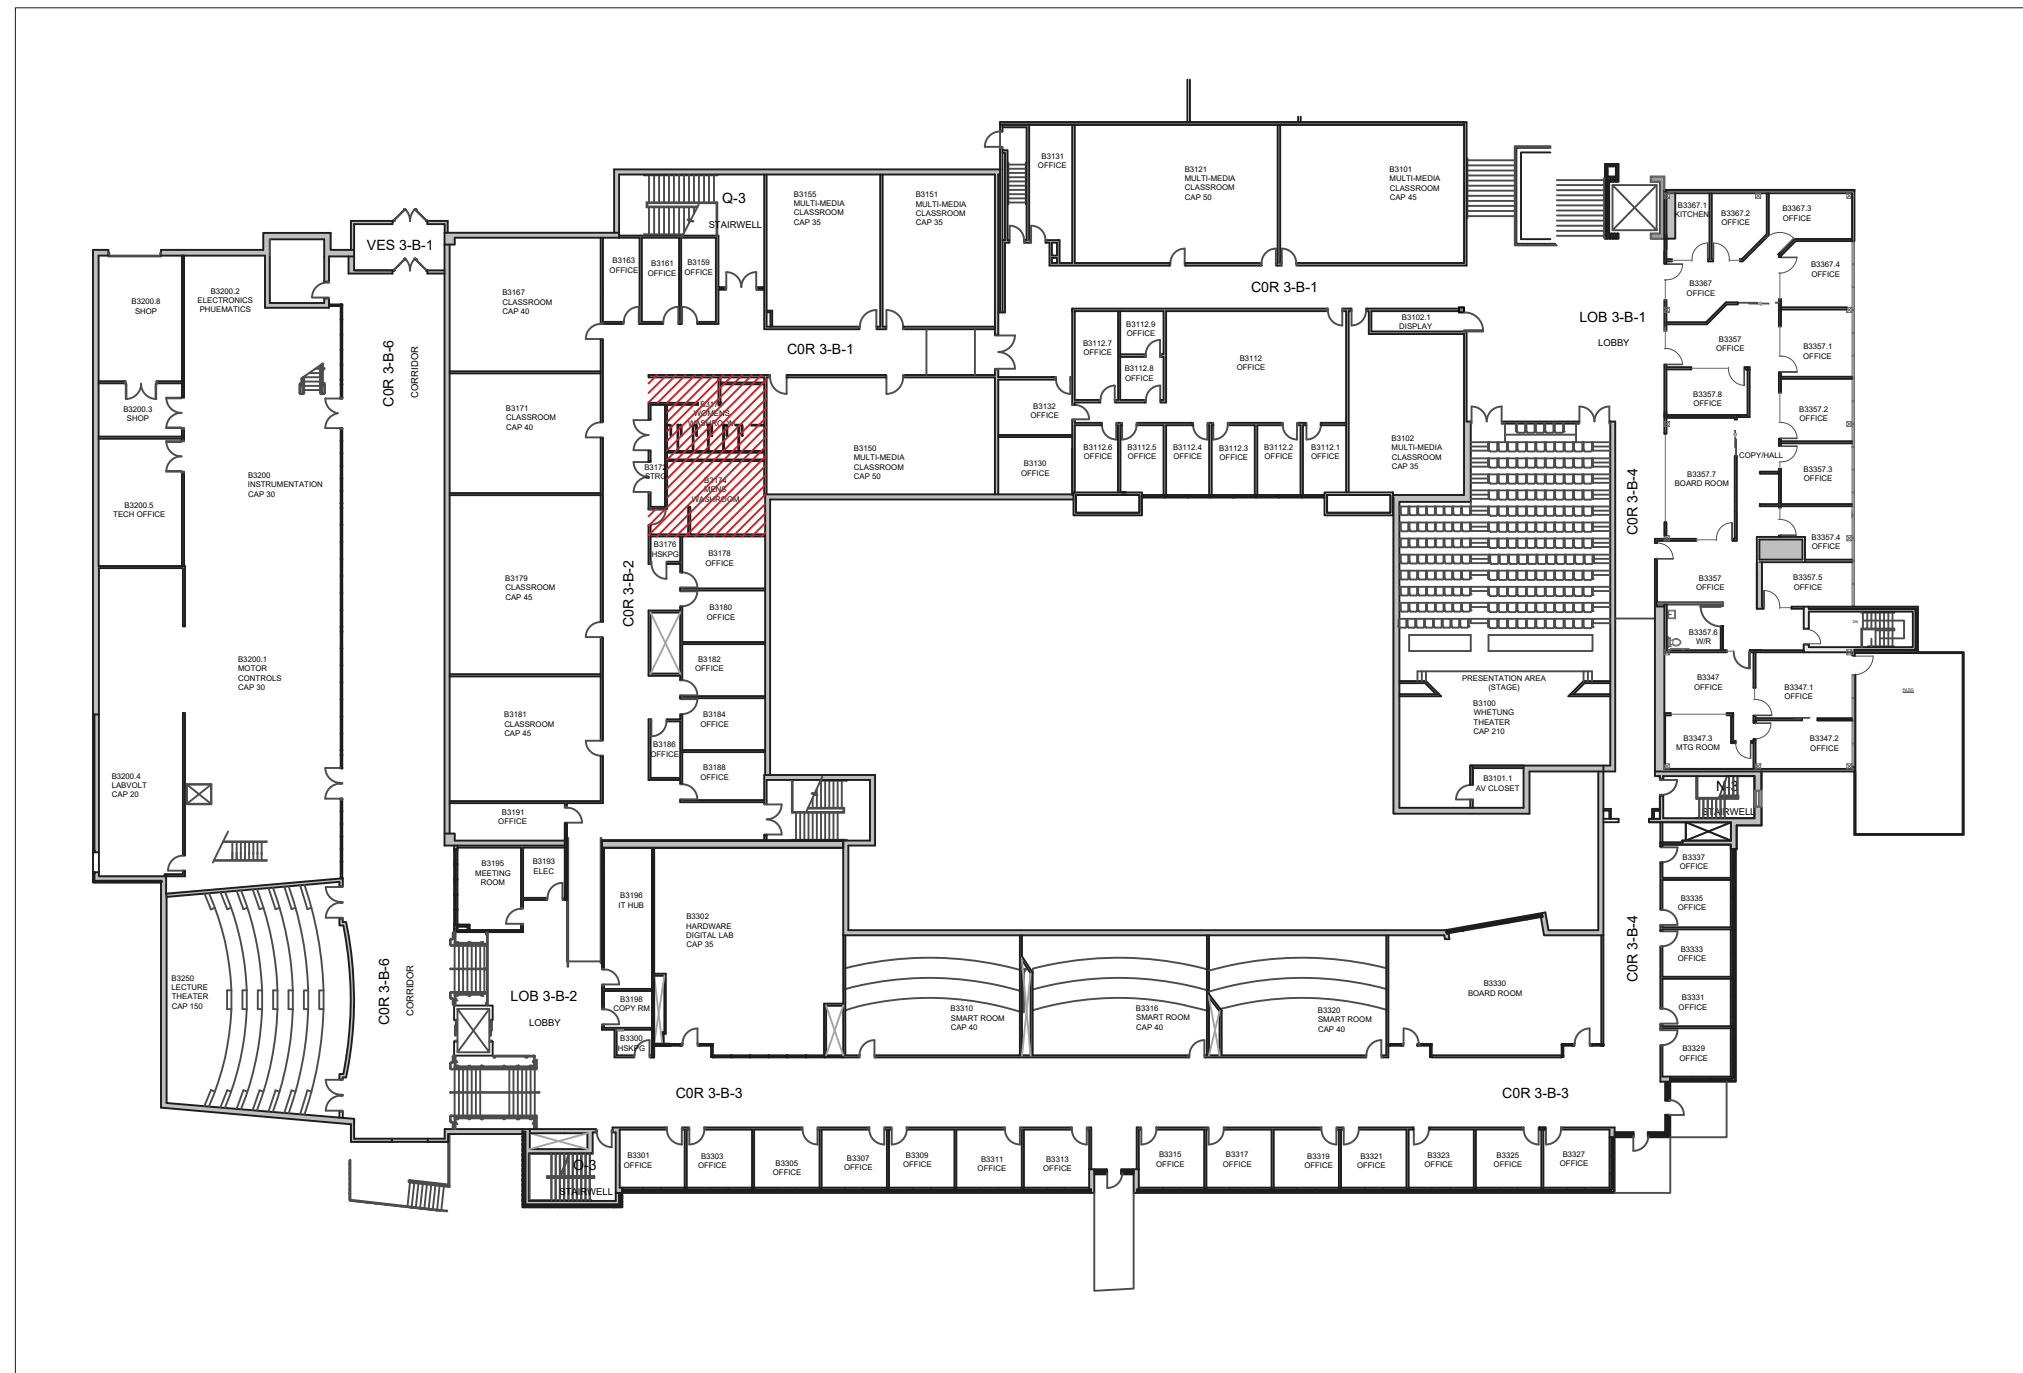 B3131
OFFICE
B3121
MULTI-MEDIA
CLASSROOM
CAP 50
B3101
MULTI-MEDIA
CLASSROOM
CAP 45
Q-3
STAIRWELL
B3155
MULTI-MEDIA
CLASSROOM
CAP 35
B3151
MULTI-MEDIA
CLASSROOM
CAP 35
B3367.1
KITCHEN
B3367.2
OFFICE
B3367.3
OFFICE
B3367.4
OFFICE
B3367
OFFICE
VES 3-B-1
B3163
OFFICE
B3161
OFFICE
B3159
OFFICE
B3200.8
SHOP
B3200.2
ELECTRONICS
PHUEMATICS
B3167
CLASSROOM
CAP 40
C0R 3-B-1
C0R 3-B-1
LOB 3-B-1
LOBBY
B3102.1
DISPLAY
B3112.9
OFFICE
B3112.7
OFFICE
B3112.8
OFFICE
B3112
OFFICE
B3357
OFFICE
B3357.1
OFFICE
B3357.8
OFFICE
B3357.2
OFFICE
C0R 3-B-6
CORRIDOR
B3200.3
SHOP
B3171
CLASSROOM
CAP 40
WOMENS
WASHROOM
B3132
OFFICE
B3130
OFFICE
B3150
MULTI-MEDIA
CLASSROOM
CAP 50
B3112.6
OFFICE
B3112.5
OFFICE
B3112.4
OFFICE
B3112.3
OFFICE
B3112.2
OFFICE
B3112.1
OFFICE
B3102
MULTI-MEDIA
CLASSROOM
CAP 35
COPY/HALL
B3357.7
BOARD ROOM
B3357.3
OFFICE
B3200
INSTRUMENTATION
CAP 30
B3172
STRG
B3174
MENS
WASHROOM
B3200.5
TECH OFFICE
C0R 3-B-4
B3176
HSKPG
B3178
OFFICE
B3357.4
OFFICE
B3179
CLASSROOM
CAP 45
C0R 3-B-2
B3180
OFFICE
B3357
OFFICE
B3357.5
OFFICE
B3357.6
W/R
B3200.1
MOTOR
CONTROLS
CAP 30
B3182
OFFICE
PRESENTATION AREA
(STAGE)
B3100
WHETUNG
THEATER
CAP 210
B3347
OFFICE
B3347.1
OFFICE
B3181
CLASSROOM
CAP 45
B3184
OFFICE
B3186
OFFICE
B3188
OFFICE
B3347.3
MTG ROOM
B3347.2
OFFICE
B3200.4
LABVOLT
CAP 20
B3101.1
AV CLOSET
N-3
STAIRWELL
B3191
OFFICE
B3195
MEETING
ROOM
B3193
ELEC
B3196
IT HUB
B3302
HARDWARE
DIGITAL LAB
CAP 35
B3337
OFFICE
B3335
OFFICE
B3333
OFFICE
B3331
OFFICE
B3329
OFFICE
C0R 3-B-4
B3250
LECTURE
THEATER
CAP 150
C0R 3-B-6
CORRIDOR
LOB 3-B-2
LOBBY
B3198
COPY RM
B3300
HSKPG
B3310
SMART ROOM
CAP 40
B3316
SMART ROOM
CAP 40
B3320
SMART ROOM
CAP 40
B3330
BOARD ROOM
C0R 3-B-3
C0R 3-B-3
O-3
STAIRWELL
B3301
OFFICE
B3303
OFFICE
B3305
OFFICE
B3307
OFFICE
B3309
OFFICE
B3311
OFFICE
B3313
OFFICE
B3315
OFFICE
B3317
OFFICE
B3319
OFFICE
B3321
OFFICE
B3323
OFFICE
B3325
OFFICE
B3327
OFFICE